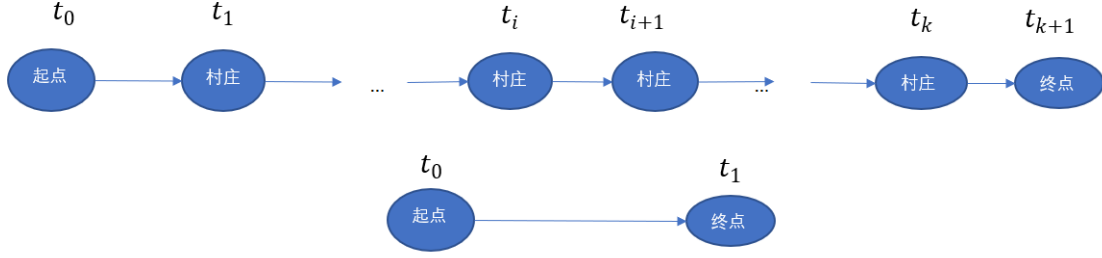 t₀ t₁ tᵢ tᵢ₊₁ tₖ tₖ₊₁
起点 村庄 ... 村庄 村庄 ... 村庄 终点
t₀ t₁
起点 终点